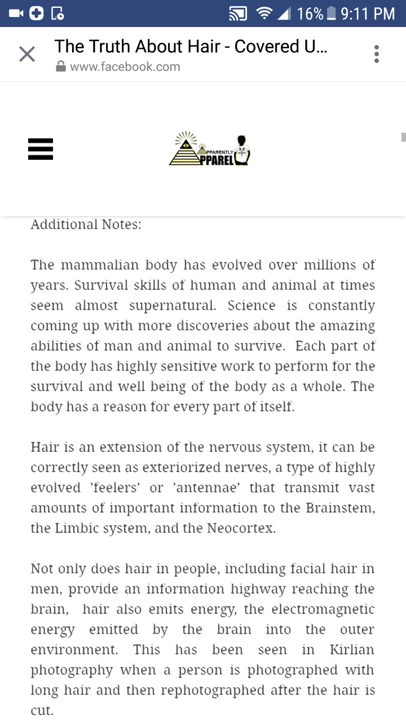 16% 9:11 PM
The Truth About Hair - Covered U...
www.facebook.com
APPARENTLY
APPAREL
Additional Notes:
The mammalian body has evolved over millions of
years. Survival skills of human and animal at times
seem almost supernatural. Science is constantly
coming up with more discoveries about the amazing
abilities of man and animal to survive. Each part of
the body has highly sensitive work to perform for the
survival and well being of the body as a whole. The
body has a reason for every part of itself.
Hair is an extension of the nervous system, it can be
correctly seen as exteriorized nerves, a type of highly
evolved 'feelers' or 'antennae' that transmit vast
amounts of important information to the Brainstem,
the Limbic system, and the Neocortex.
Not only does hair in people, including facial hair in
men, provide an information highway reaching the
brain, hair also emits energy, the electromagnetic
energy emitted by the brain into the outer
environment. This has been seen in Kirlian
photography when a person is photographed with
long hair and then rephotographed after the hair is
cut.